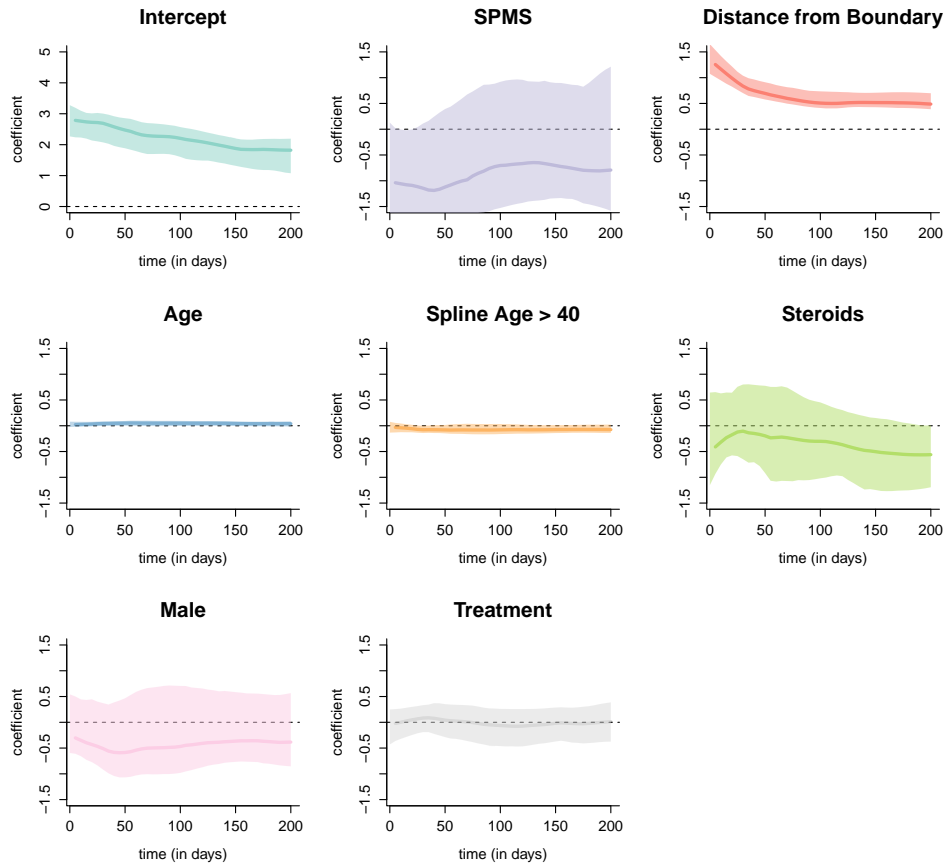 Intercept
coefficient
0 1 2 3 4 5
0 50 100 150 200
time (in days)
SPMS
coefficient
−1.5 −0.5 0.5 1.5
0 50 100 150 200
time (in days)
Distance from Boundary
coefficient
−1.5 −0.5 0.5 1.5
0 50 100 150 200
time (in days)
Age
coefficient
−1.5 −0.5 0.5 1.5
0 50 100 150 200
time (in days)
Spline Age > 40
coefficient
−1.5 −0.5 0.5 1.5
0 50 100 150 200
time (in days)
Steroids
coefficient
−1.5 −0.5 0.5 1.5
0 50 100 150 200
time (in days)
Male
coefficient
−1.5 −0.5 0.5 1.5
0 50 100 150 200
time (in days)
Treatment
coefficient
−1.5 −0.5 0.5 1.5
0 50 100 150 200
time (in days)